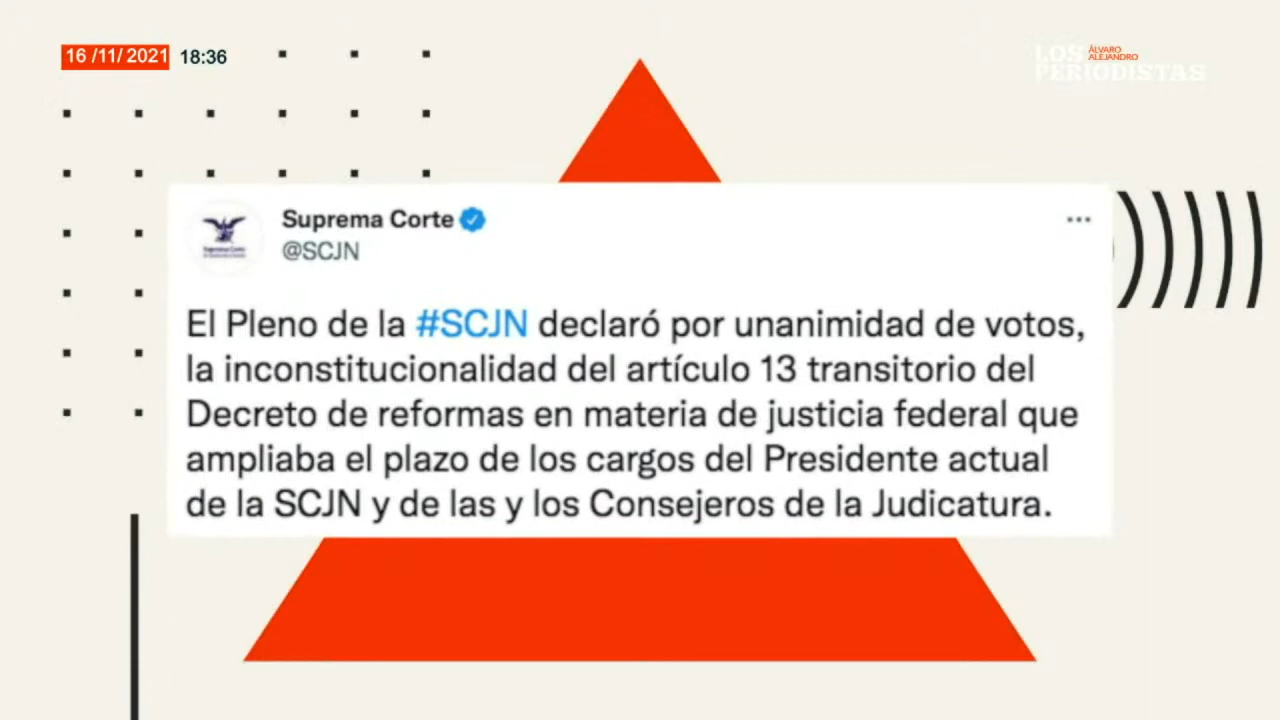 16 /11/ 2021 18:36
LOS ÁLVARO ALEJANDRO
PERIODISTAS
Suprema Corte
@SCJN
Suprema Corte
El Pleno de la #SCJN declaró por unanimidad de votos,
la inconstitucionalidad del artículo 13 transitorio del
Decreto de reformas en materia de justicia federal que
ampliaba el plazo de los cargos del Presidente actual
de la SCJN y de las y los Consejeros de la Judicatura.